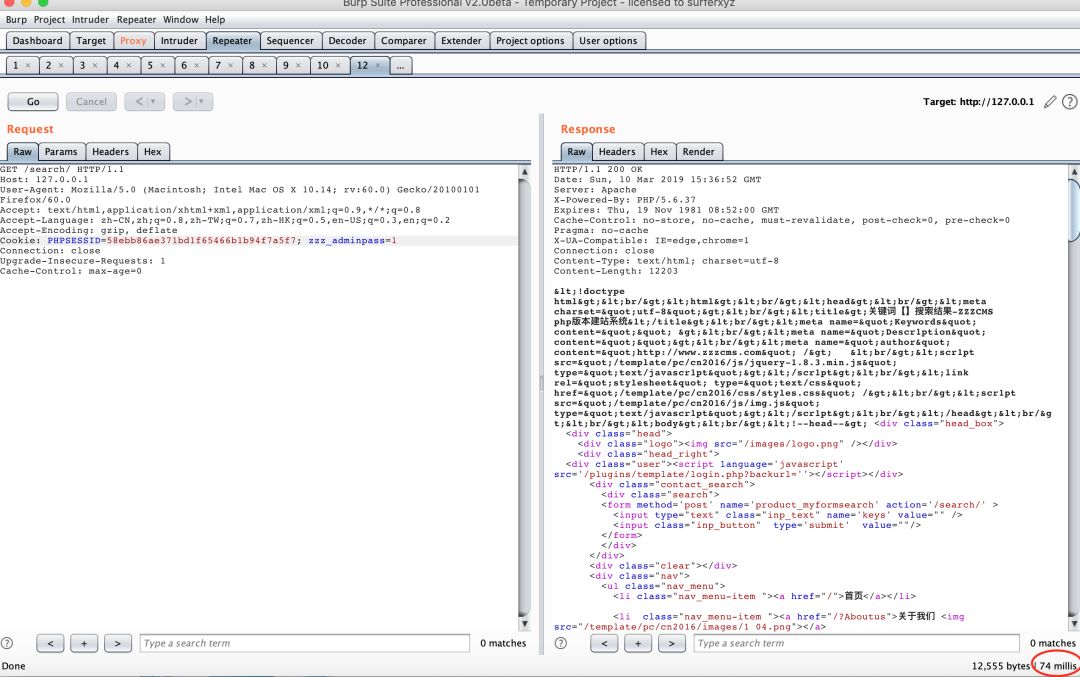 Burp Suite Professional v2.0beta - Temporary Project - licensed to surferxyz
Burp Project Intruder Repeater Window Help
Dashboard Target Proxy Intruder Repeater Sequencer Decoder Comparer Extender Project options User options
1 × 2 × 3 × 4 × 5 × 6 × 7 × 8 × 9 × 10 × 12 × ...
Go Cancel < | ▾ > | ▾ Target: http://127.0.0.1 ?
Request
Raw Params Headers Hex
GET /search/ HTTP/1.1
Host: 127.0.0.1
User-Agent: Mozilla/5.0 (Macintosh; Intel Mac OS X 10.14; rv:60.0) Gecko/20100101
Firefox/60.0
Accept: text/html,application/xhtml+xml,application/xml;q=0.9,*/*;q=0.8
Accept-Language: zh-CN,zh;q=0.8,zh-TW;q=0.7,zh-HK;q=0.5,en-US;q=0.3,en;q=0.2
Accept-Encoding: gzip, deflate
Cookie: PHPSESSID=58ebb86ae371bd1f65466b1b94f7a5f7; zzz_adminpass=1
Connection: close
Upgrade-Insecure-Requests: 1
Cache-Control: max-age=0
? < + > Type a search term 0 matches
Response
Raw Headers Hex Render
HTTP/1.1 200 OK
Date: Sun, 10 Mar 2019 15:36:52 GMT
Server: Apache
X-Powered-By: PHP/5.6.37
Expires: Thu, 19 Nov 1981 08:52:00 GMT
Cache-Control: no-store, no-cache, must-revalidate, post-check=0, pre-check=0
Pragma: no-cache
X-UA-Compatible: IE=edge,chrome=1
Connection: close
Content-Type: text/html; charset=utf-8
Content-Length: 12203
&lt;!doctype
html&gt;&lt;br/&gt;&lt;html&gt;&lt;br/&gt;&lt;head&gt;&lt;br/&gt;&lt;meta
charset=&quot;utf-8&quot;&gt;&lt;br/&gt;&lt;title&gt;关键词【】搜索结果-ZZZCMS
php版本建站系统&lt;/title&gt;&lt;br/&gt;&lt;meta name=&quot;Keywords&quot;
content=&quot;&quot; &gt;&lt;br/&gt;&lt;meta name=&quot;Descr1ption&quot;
content=&quot;&quot;&gt;&lt;br/&gt;&lt;meta name=&quot;author&quot;
content=&quot;http://www.zzzcms.com&quot; /&gt; &lt;scr1pt
src=&quot;/template/pc/cn2016/js/jquery-1.8.3.min.js&quot;
type=&quot;text/javascr1pt&quot;&gt;&lt;/scr1pt&gt;&lt;br/&gt;&lt;link
rel=&quot;stylesheet&quot; type=&quot;text/css&quot;
href=&quot;/template/pc/cn2016/css/styles.css&quot; /&gt;&lt;br/&gt;&lt;scr1pt
src=&quot;/template/pc/cn2016/js/img.js&quot;
type=&quot;text/javascr1pt&quot;&gt;&lt;/scr1pt&gt;&lt;br/&gt;&lt;/head&gt;&lt;br/&g
t;&lt;br/&gt;&lt;body&gt;&lt;br/&gt;&lt;!--head--&gt; <div class="head_box">
<div class="head">
<div class="logo"><img src="/images/logo.png" /></div>
<div class="head_right">
<div class="user"><script language='javascript'
src='/plugins/template/login.php?backurl=''></script></div>
<div class="contact_search">
<div class="search">
<form method='post' name='product_myformsearch' action='/search/' >
<input type="text" class="inp_text" name='keys' value="" />
<input class="inp_button" type='submit' value=""/>
</form>
</div>
</div>
<div class="clear"></div>
<div class="nav">
<ul class="nav_menu">
<li class="nav_menu-item "><a href="/">首页</a></li>
<li class="nav_menu-item "><a href="/?Aboutus">关于我们 <img
src="/template/pc/cn2016/images/1_04.png"></a>
? < + > Type a search term 0 matches
Done 12,555 bytes | 74 millis